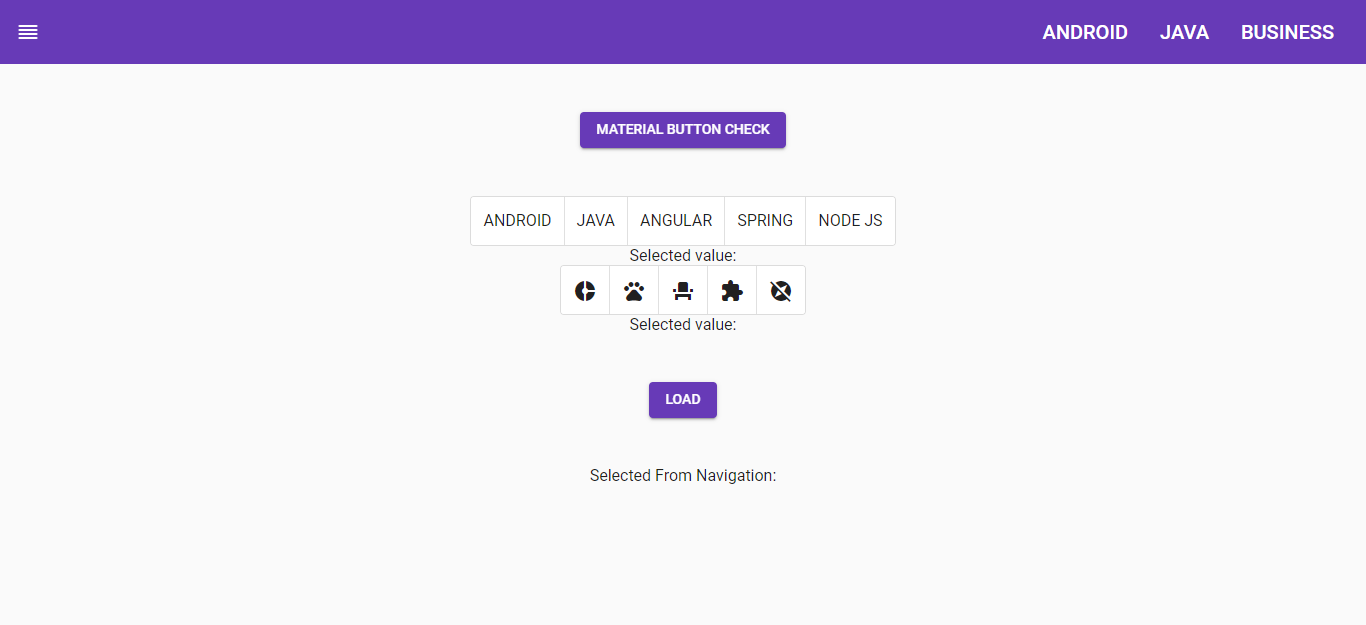 ANDROID JAVA BUSINESS
MATERIAL BUTTON CHECK
ANDROID JAVA ANGULAR SPRING NODE JS
Selected value:
Selected value:
LOAD
Selected From Navigation: